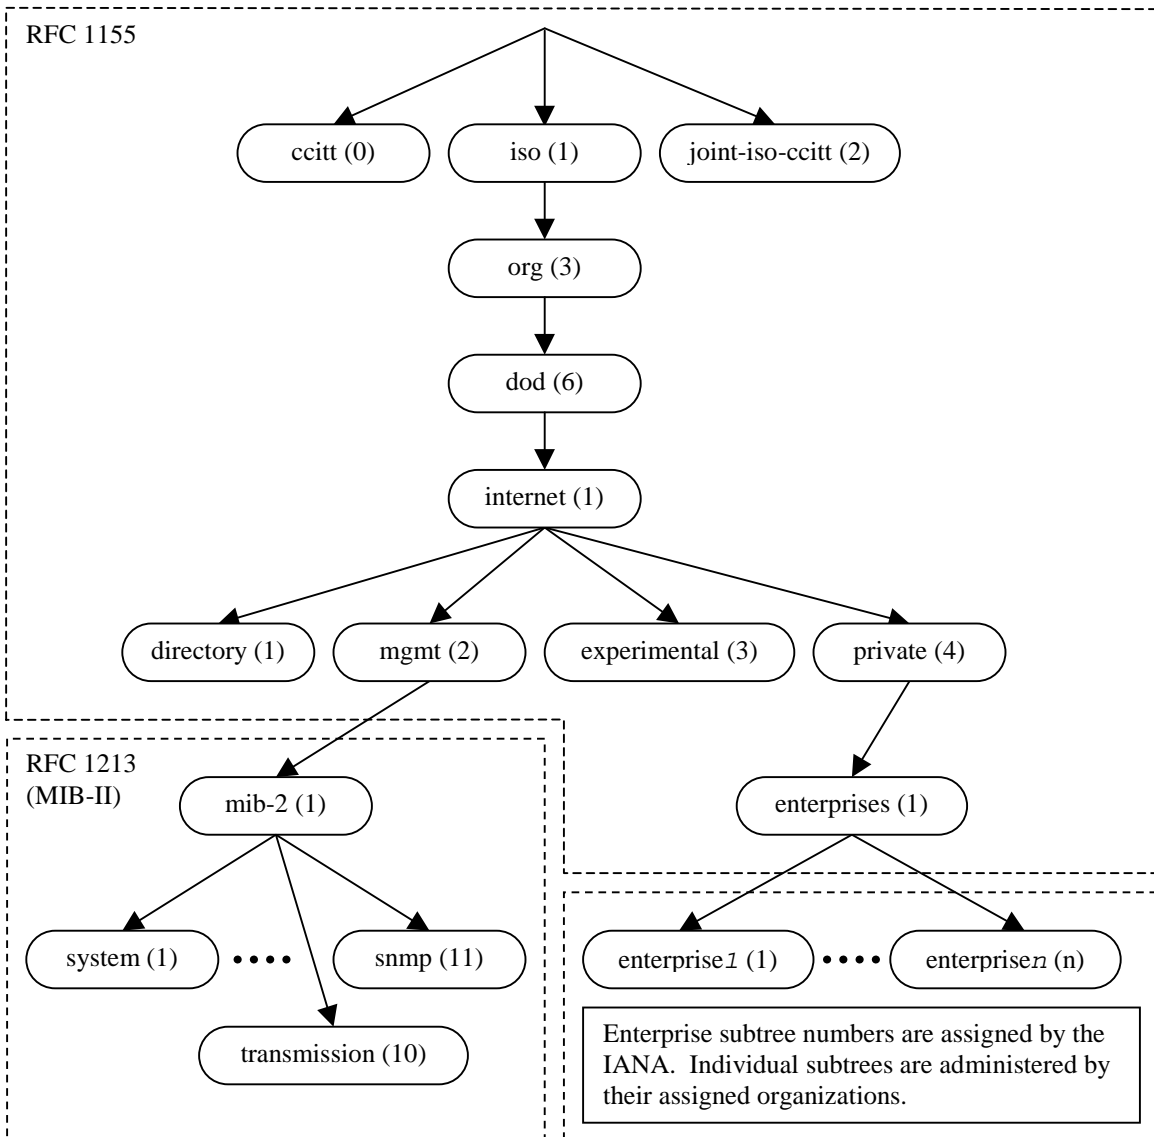 RFC 1155
ccitt (0)
iso (1)
joint-iso-ccitt (2)
org (3)
dod (6)
internet (1)
directory (1)
mgmt (2)
experimental (3)
private (4)
RFC 1213
(MIB-II)
mib-2 (1)
enterprises (1)
system (1)
snmp (11)
transmission (10)
enterprise1 (1)
enterprisen (n)
Enterprise subtree numbers are assigned by the
IANA.  Individual subtrees are administered by
their assigned organizations.